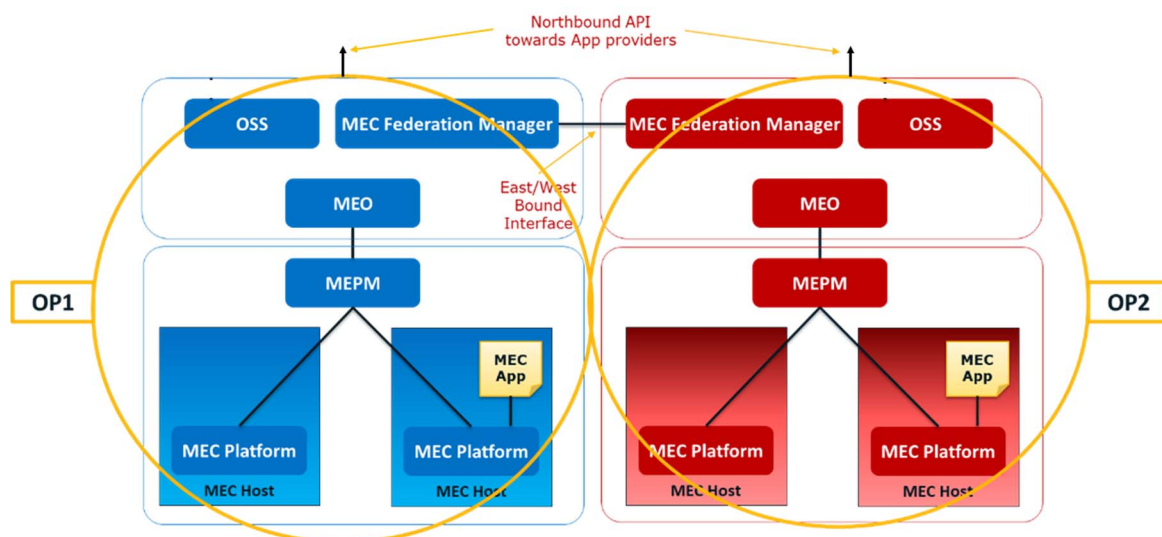 Northbound API
towards App providers
OSS
MEC Federation Manager
MEC Federation Manager
OSS
East/West
Bound
Interface
MEO
MEO
MEPM
MEPM
OP1
OP2
MEC
App
MEC
App
MEC Platform
MEC Platform
MEC Platform
MEC Platform
MEC Host
MEC Host
MEC Host
MEC Host